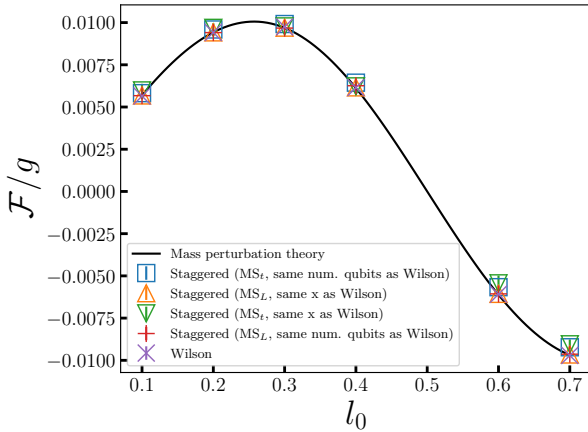 0.0100
0.0075
0.0050
0.0025
0.0000
−0.0025
−0.0050
−0.0075
−0.0100
ℱ/g
Mass perturbation theory
Staggered (MS_t, same num. qubits as Wilson)
Staggered (MS_L, same x as Wilson)
Staggered (MS_t, same x as Wilson)
Staggered (MS_L, same num. qubits as Wilson)
Wilson
0.1 0.2 0.3 0.4 0.5 0.6 0.7
l_0